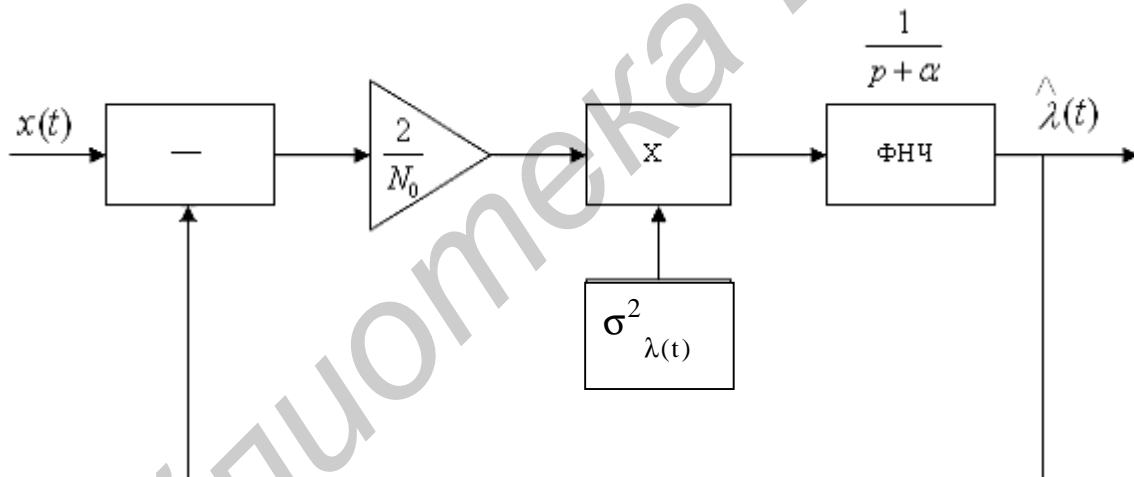 1
p + α
x(t)
—
2
N₀
X
ФНЧ
^
λ(t)
σ²λ(t)